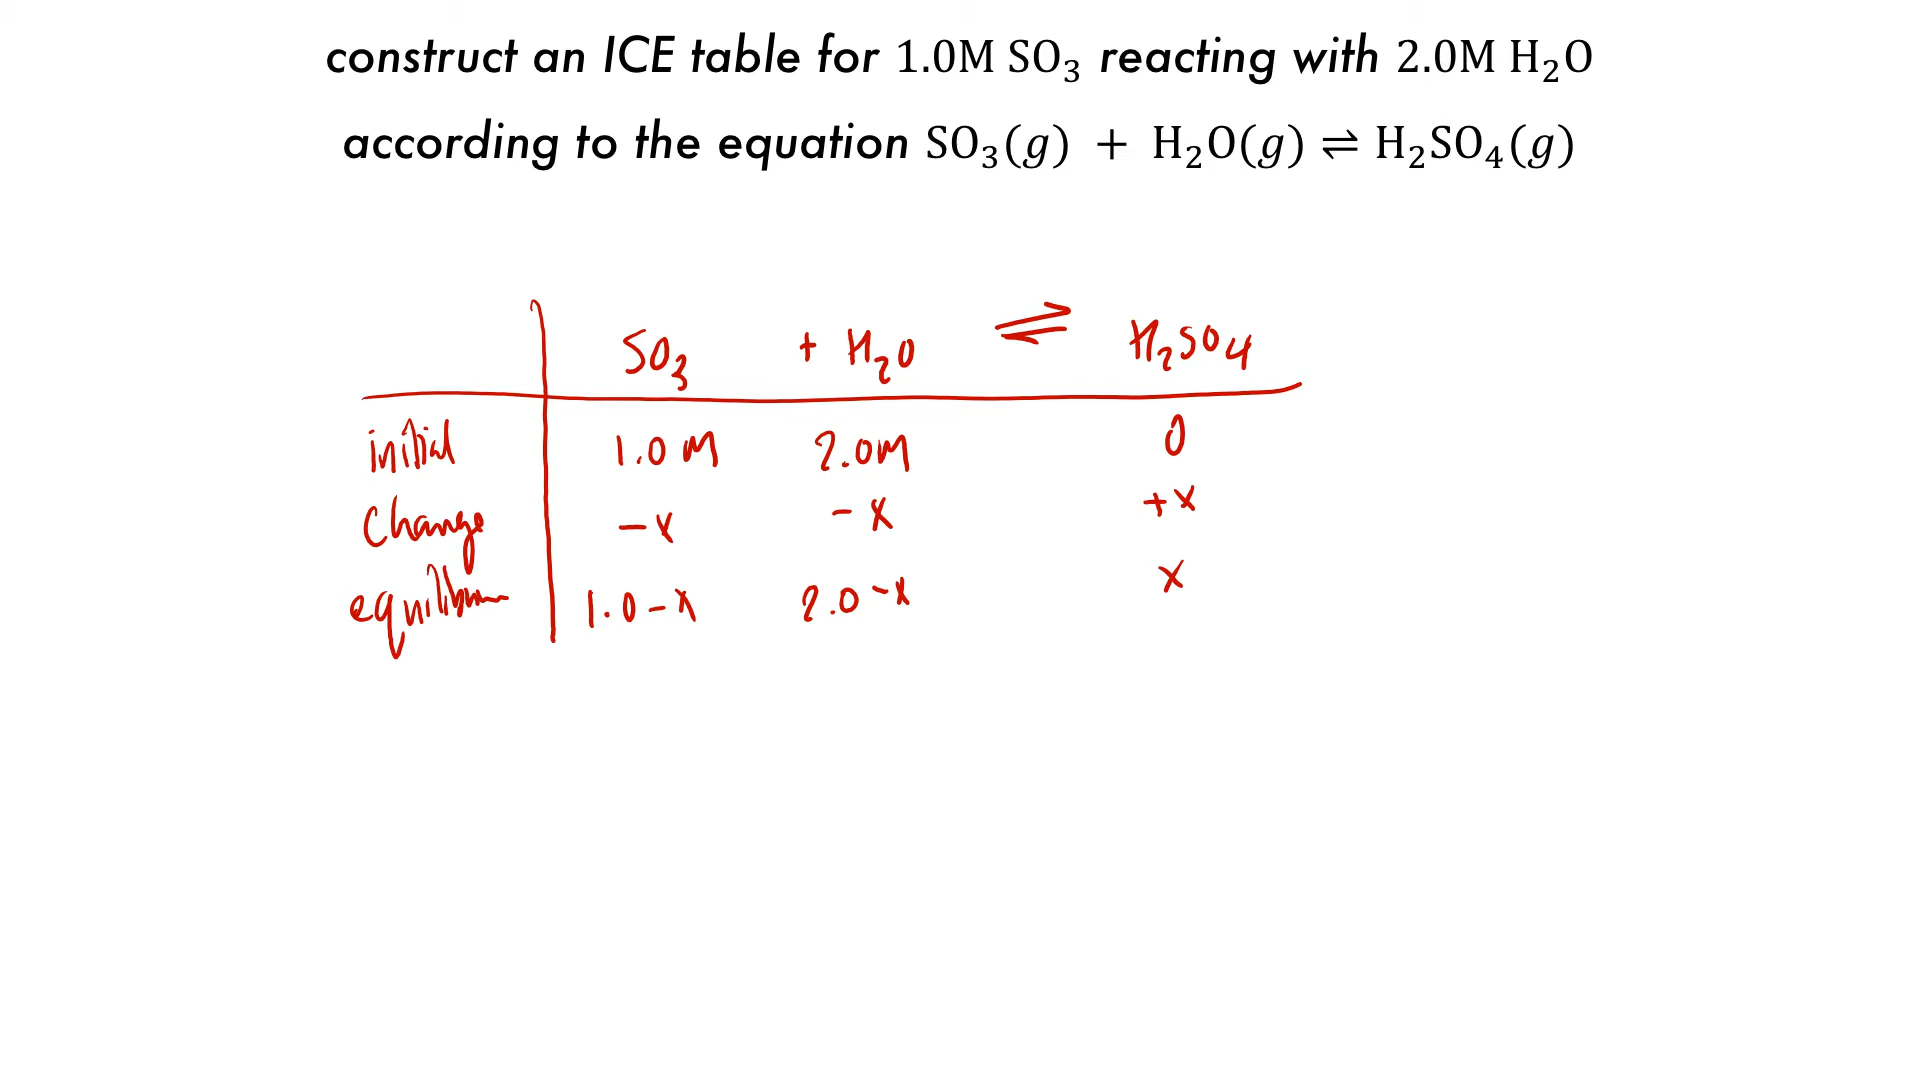 construct an ICE table for 1.0M SO₃ reacting with 2.0M H₂O
according to the equation SO₃(g) + H₂O(g) ⇌ H₂SO₄(g)
SO₃ + H₂O ⇌ H₂SO₄
initial 1.0 M 2.0M 0
Change -x -x +x
equilibrium 1.0-x 2.0-x x